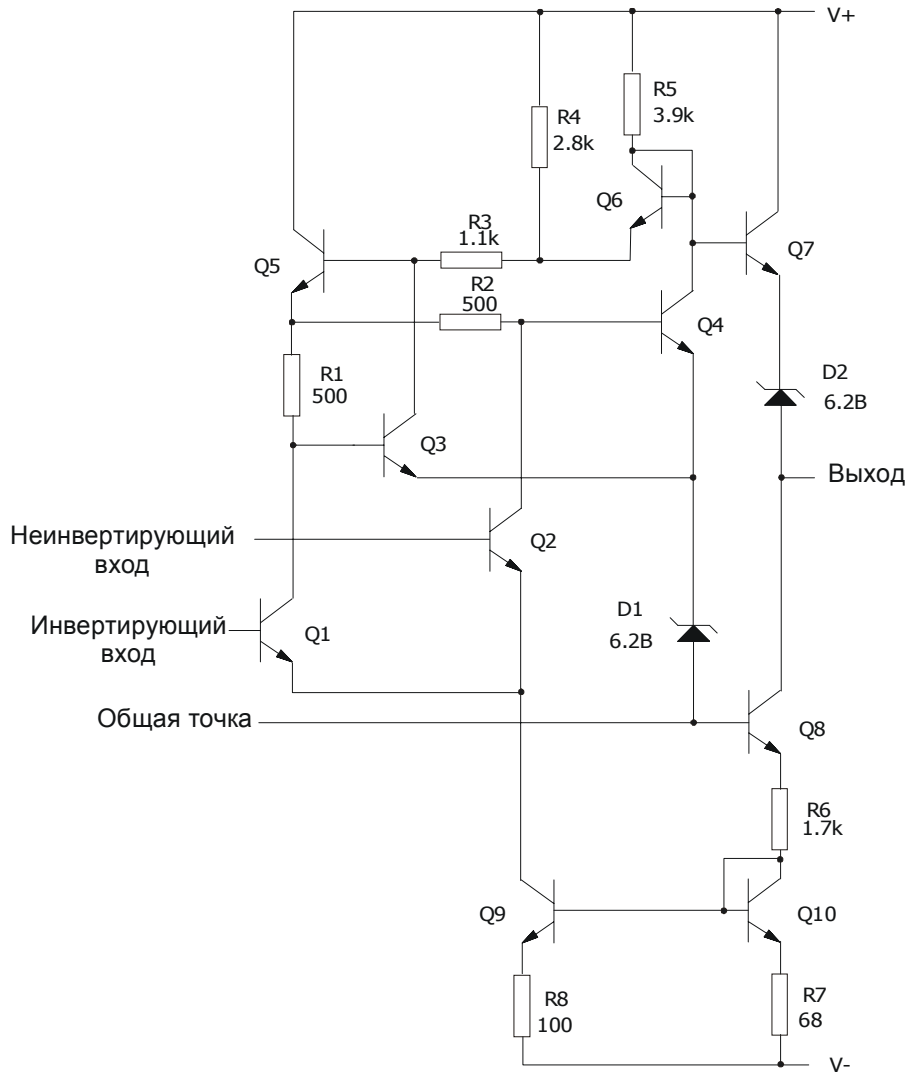 V+
R5
3.9k
R4
2.8k
Q6
R3
1.1k
Q7
Q5
R2
500
Q4
D2
6.2В
R1
500
Q3
Выход
Неинвертирующий
вход
Q2
D1
6.2В
Инвертирующий
вход
Q1
Общая точка
Q8
R6
1.7k
Q9
Q10
R8
100
R7
68
V-